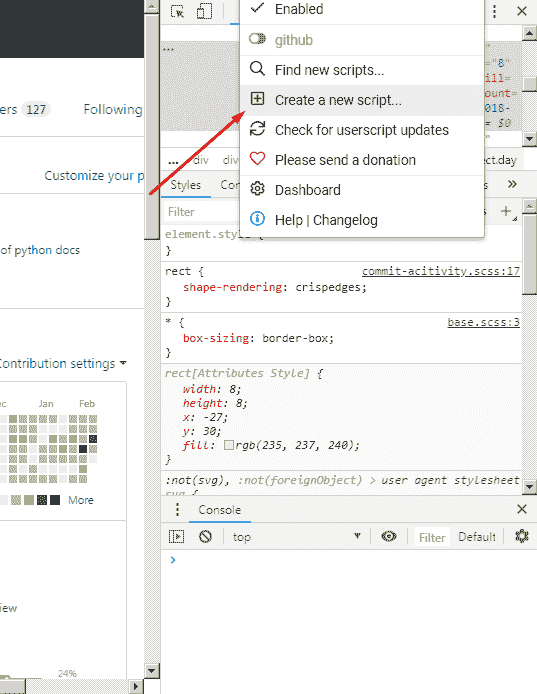 Enabled
github
Find new scripts...
Create a new script...
Check for userscript updates
Please send a donation
Dashboard
Help | Changelog
ers 127 Following
Customize your p
of python docs
Contribution settings
ec Jan Feb
More
view
24%
...
"
="8"
ill=
ount=
018-
= $0
... div div ect.day
Styles Co s »
Filter s +
element.style {
}
rect { commit-acitivity.scss:17
shape-rendering: crispedges;
}
* { base.scss:3
box-sizing: border-box;
}
rect[Attributes Style] {
width: 8;
height: 8;
x: -27;
y: 30;
fill: rgb(235, 237, 240);
}
:not(svg), :not(foreignObject) > user agent stylesheet
svg {
Console
top Filter Default
>